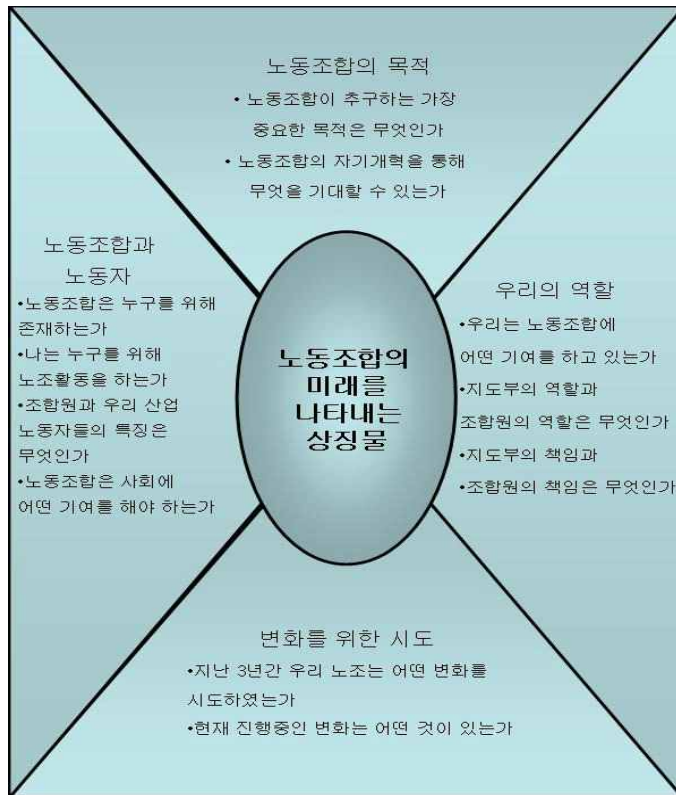 노동조합의 목적
• 노동조합이 추구하는 가장
중요한 목적은 무엇인가
• 노동조합의 자기개혁을 통해
무엇을 기대할 수 있는가
노동조합과
노동자
•노동조합은 누구를 위해
존재하는가
•나는 누구를 위해
노조활동을 하는가
•조합원과 우리 산업
노동자들의 특징은
무엇인가
•노동조합은 사회에
어떤 기여를 해야 하는가
노동조합의
미래를
나타내는
상징물
우리의 역할
•우리는 노동조합에
어떤 기여를 하고 있는가
•지도부의 역할과
조합원의 역할은 무엇인가
•지도부의 책임과
•조합원의 책임은 무엇인가
변화를 위한 시도
•지난 3년간 우리 노조는 어떤 변화를
시도하였는가
•현재 진행중인 변화는 어떤 것이 있는가